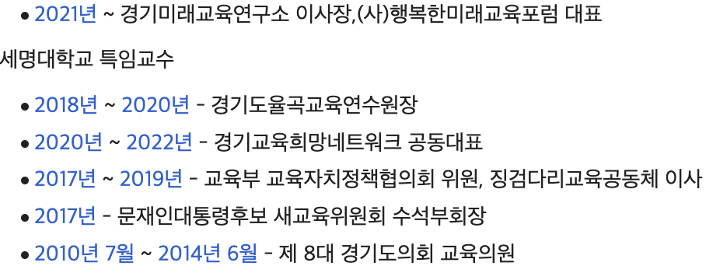 • 2021년 ~ 경기미래교육연구소 이사장,(사)행복한미래교육포럼 대표
세명대학교 특임교수
• 2018년 ~ 2020년 - 경기도율곡교육연수원장
• 2020년 ~ 2022년 - 경기교육희망네트워크 공동대표
• 2017년 ~ 2019년 - 교육부 교육자치정책협의회 위원, 징검다리교육공동체 이사
• 2017년 - 문재인대통령후보 새교육위원회 수석부회장
• 2010년 7월 ~ 2014년 6월 - 제 8대 경기도의회 교육의원